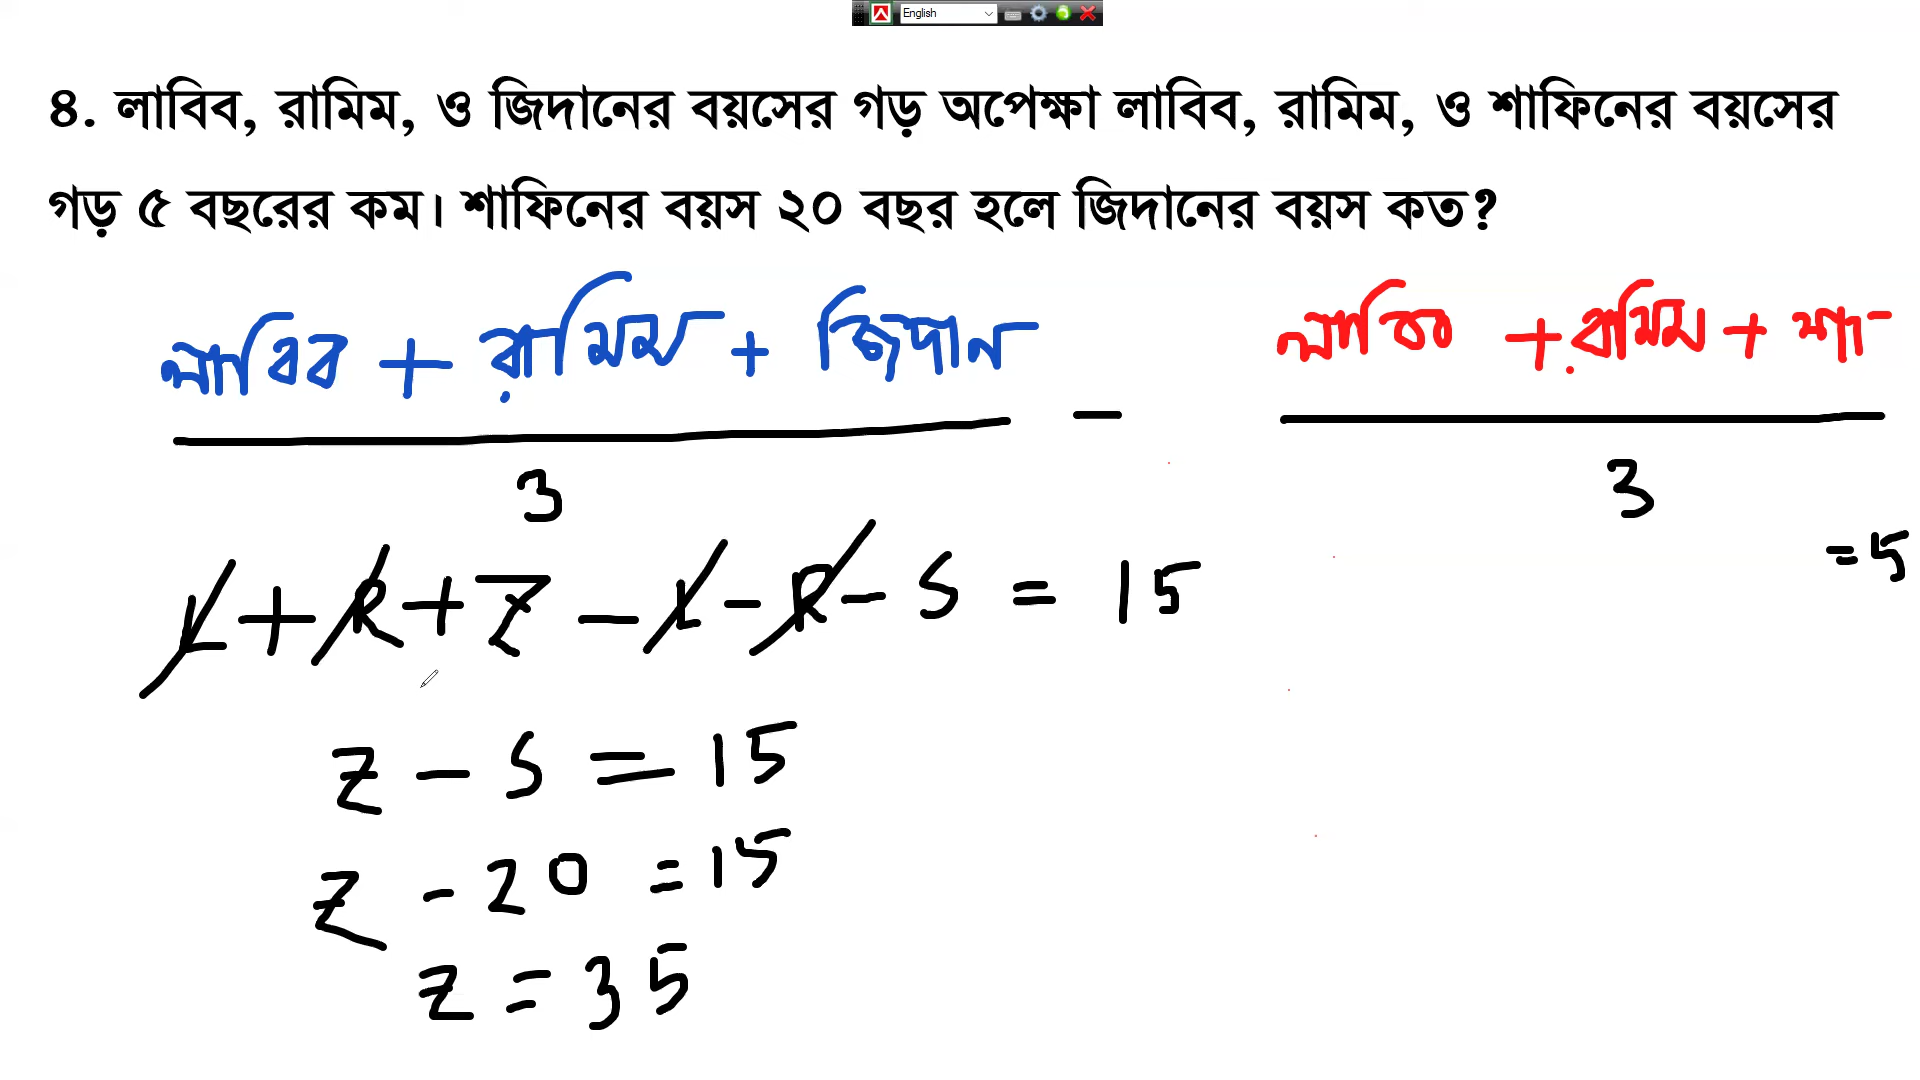 English
৪. লাবিব, রামিম, ও জিদানের বয়সের গড় অপেক্ষা লাবিব, রামিম, ও শাফিনের বয়সের
গড় ৫ বছরের কম। শাফিনের বয়স ২০ বছর হলে জিদানের বয়স কত?
লাবিব + রামিম + জিদান - লাবিব + রামিম + শা-
3 3
= 5
L + R + Z - L - R - S = 15
Z - S = 15
Z - 20 = 15
Z = 35